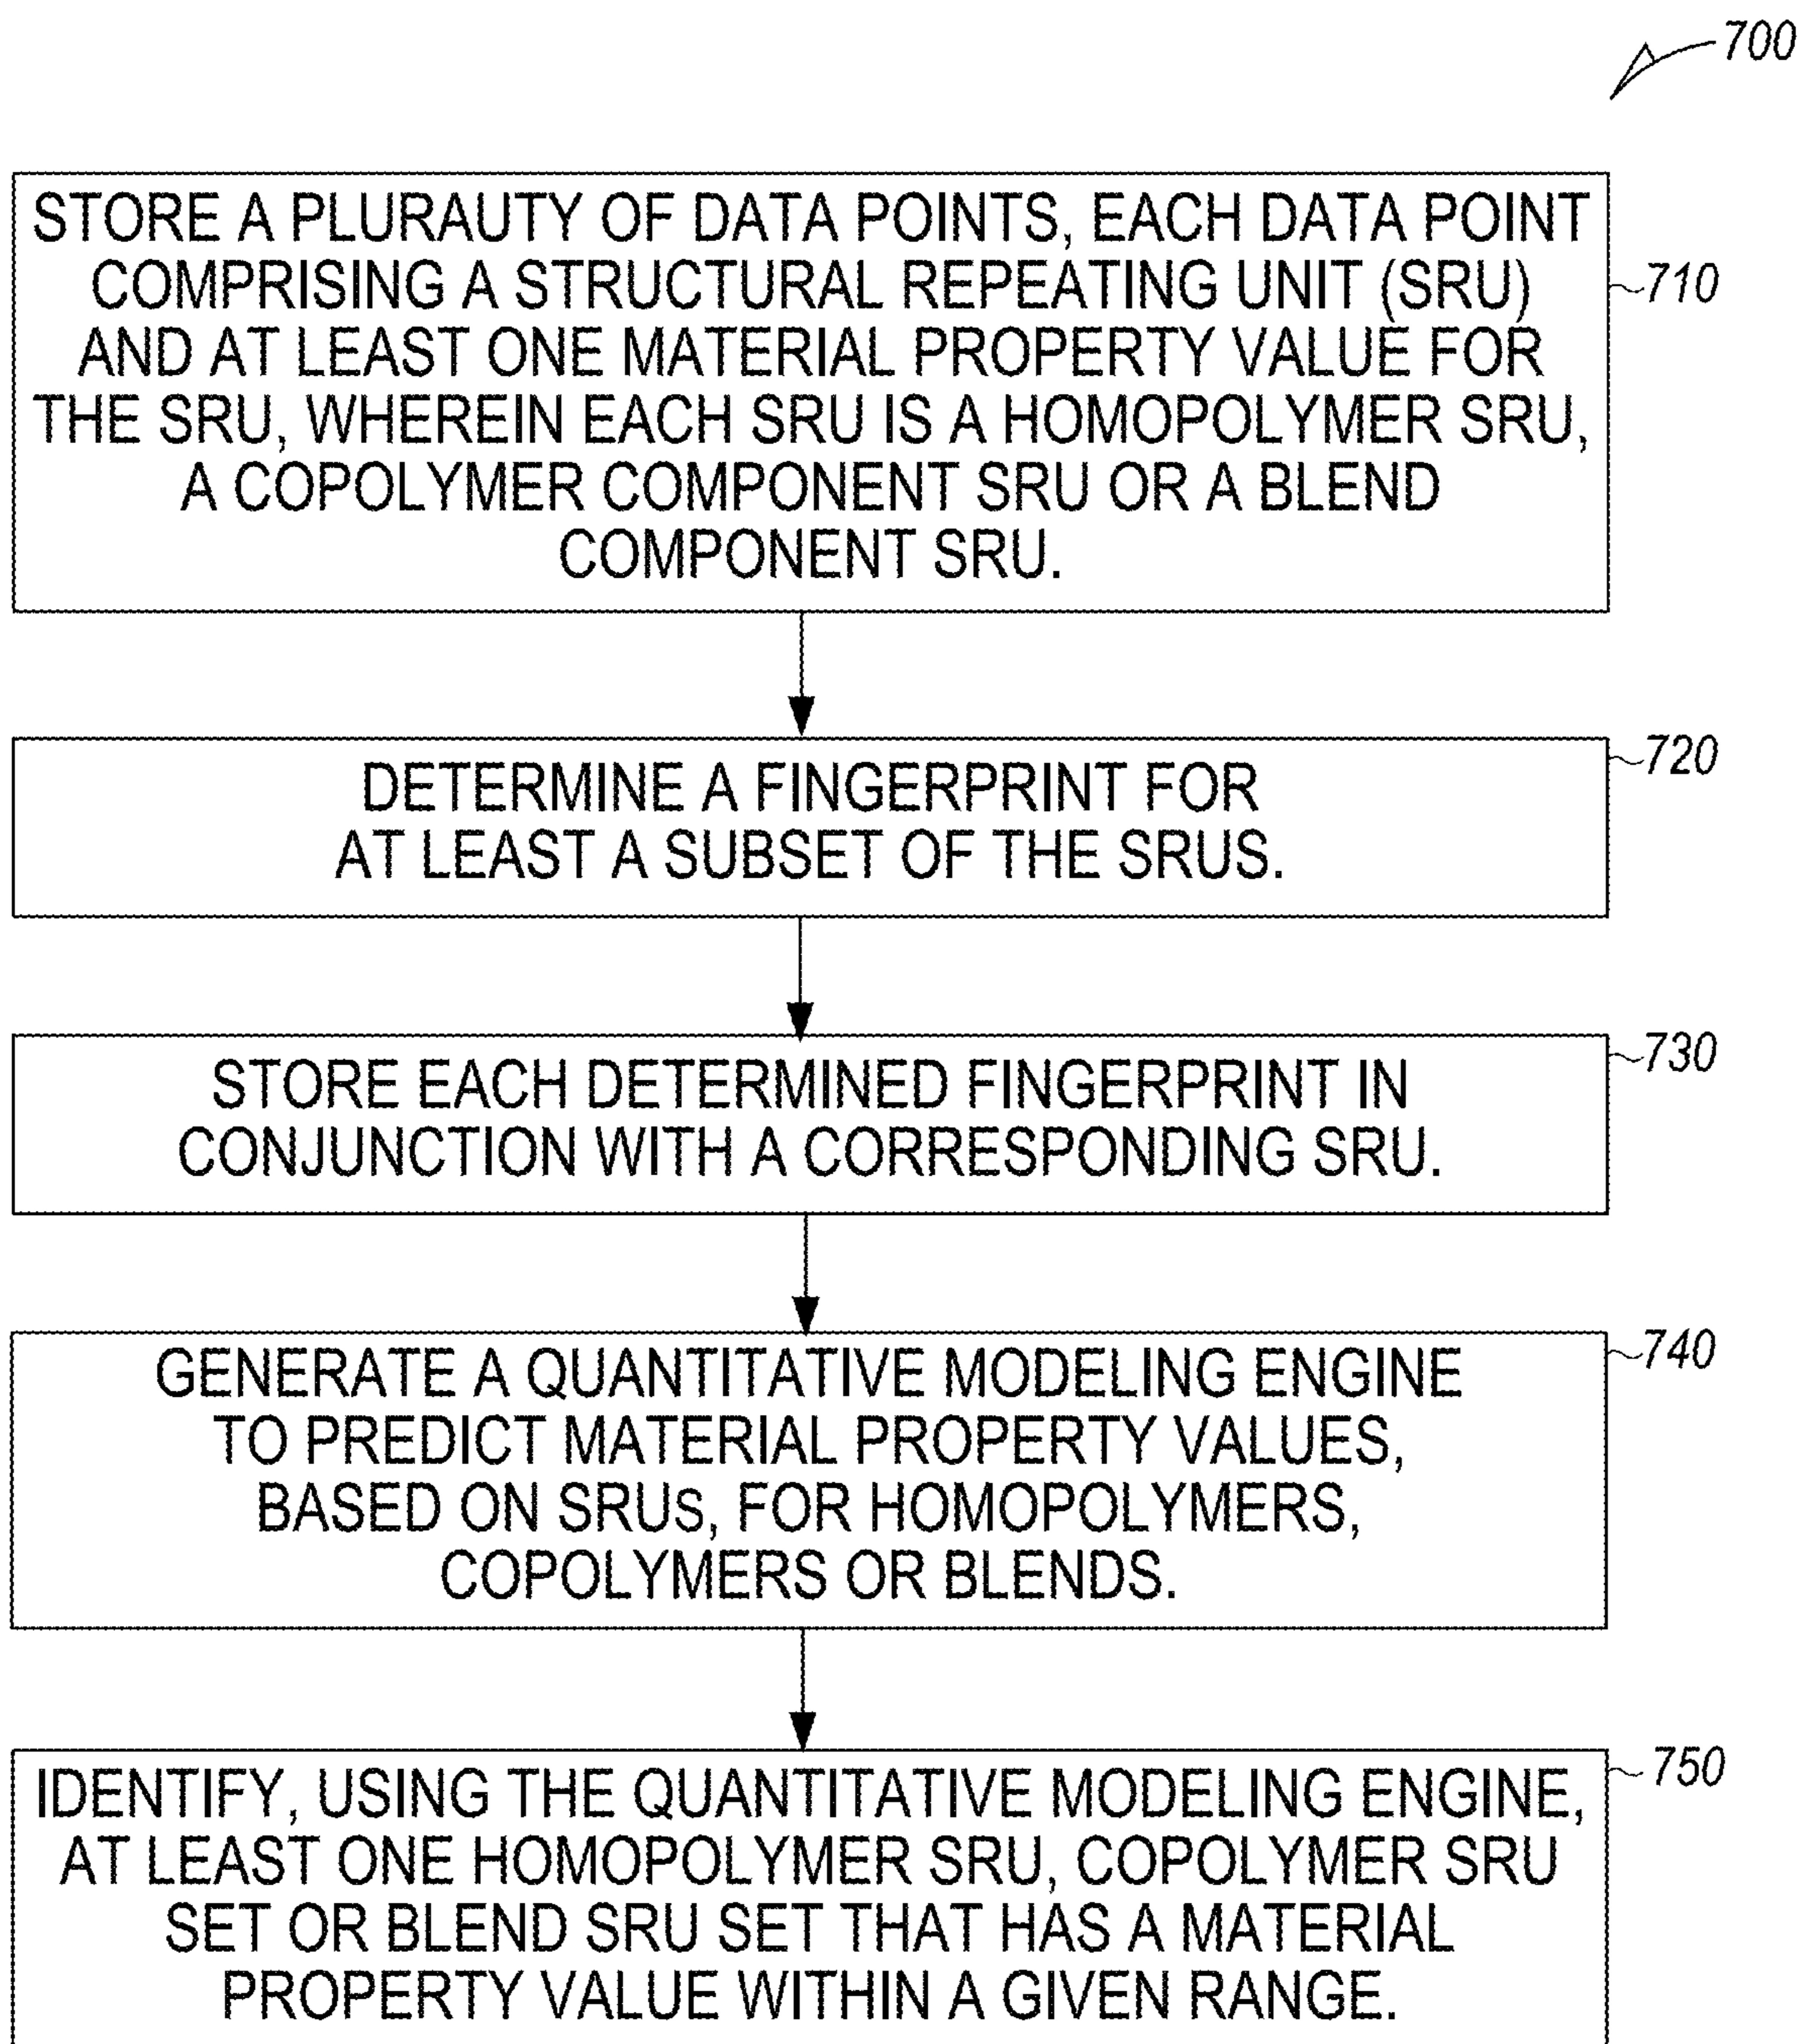 700
STORE A PLURAUTY OF DATA POINTS, EACH DATA POINT
COMPRISING A STRUCTURAL REPEATING UNIT (SRU)
AND AT LEAST ONE MATERIAL PROPERTY VALUE FOR
THE SRU, WHEREIN EACH SRU IS A HOMOPOLYMER SRU,
A COPOLYMER COMPONENT SRU OR A BLEND
COMPONENT SRU.
710
DETERMINE A FINGERPRINT FOR
AT LEAST A SUBSET OF THE SRUS.
720
STORE EACH DETERMINED FINGERPRINT IN
CONJUNCTION WITH A CORRESPONDING SRU.
730
GENERATE A QUANTITATIVE MODELING ENGINE
TO PREDICT MATERIAL PROPERTY VALUES,
BASED ON SRUs, FOR HOMOPOLYMERS,
COPOLYMERS OR BLENDS.
740
IDENTIFY, USING THE QUANTITATIVE MODELING ENGINE,
AT LEAST ONE HOMOPOLYMER SRU, COPOLYMER SRU
SET OR BLEND SRU SET THAT HAS A MATERIAL
PROPERTY VALUE WITHIN A GIVEN RANGE.
750